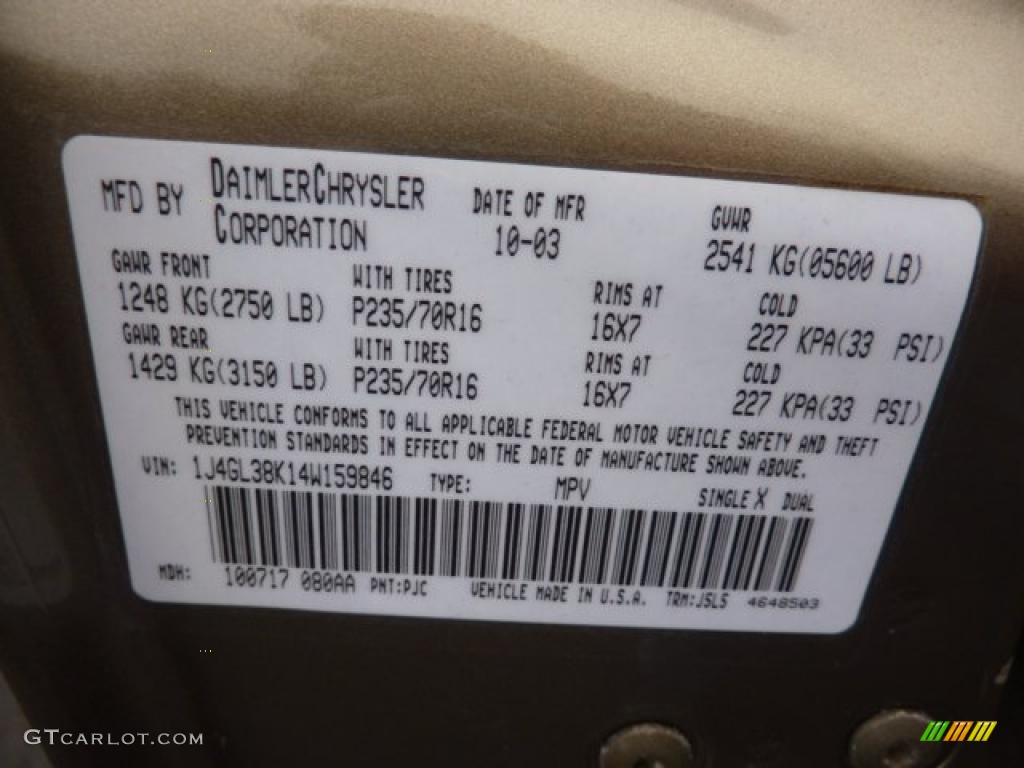 MFD BY DAIMLERCHRYSLER CORPORATION DATE OF MFR 10-03 GVWR 2541 KG(05600 LB)
GAWR FRONT WITH TIRES RIMS AT COLD
1248 KG(2750 LB) P235/70R16 16X7 227 KPA(33 PSI)
GAWR REAR WITH TIRES RIMS AT COLD
1429 KG(3150 LB) P235/70R16 16X7 227 KPA(33 PSI)
THIS VEHICLE CONFORMS TO ALL APPLICABLE FEDERAL MOTOR VEHICLE SAFETY AND THEFT
PREVENTION STANDARDS IN EFFECT ON THE DATE OF MANUFACTURE SHOWN ABOVE.
VIN: 1J4GL38K14W159846 TYPE: MPV SINGLE X DUAL
MDH: 100717 080AA PNT:PJC VEHICLE MADE IN U.S.A. TRM:J5L5 4648503
GTCARLOT.COM